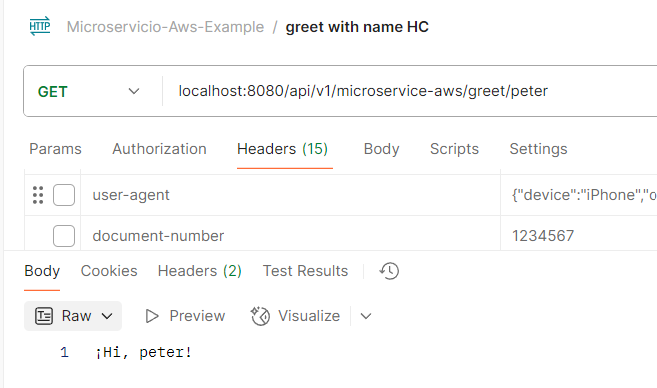 HTTP Microservicio-Aws-Example / greet with name HC
GET localhost:8080/api/v1/microservice-aws/greet/peter
Params Authorization Headers (15) Body Scripts Settings
user-agent {"device":"iPhone","o
document-number 1234567
Body Cookies Headers (2) Test Results
Raw Preview Visualize
1 ¡Hi, peter!